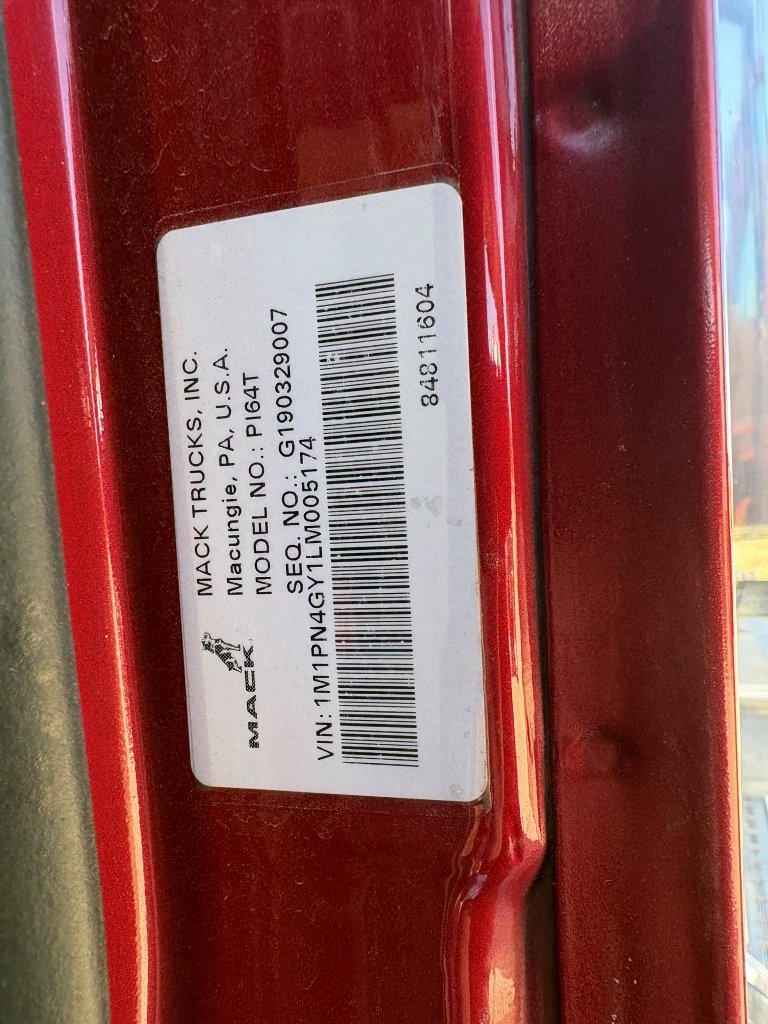 MACK TRUCKS, INC.
Macungie, PA, U.S.A.
MODEL NO.: PI64T
SEQ. NO.: G190329007
MACK
VIN: 1M1PN4GY1LM005174
84811604